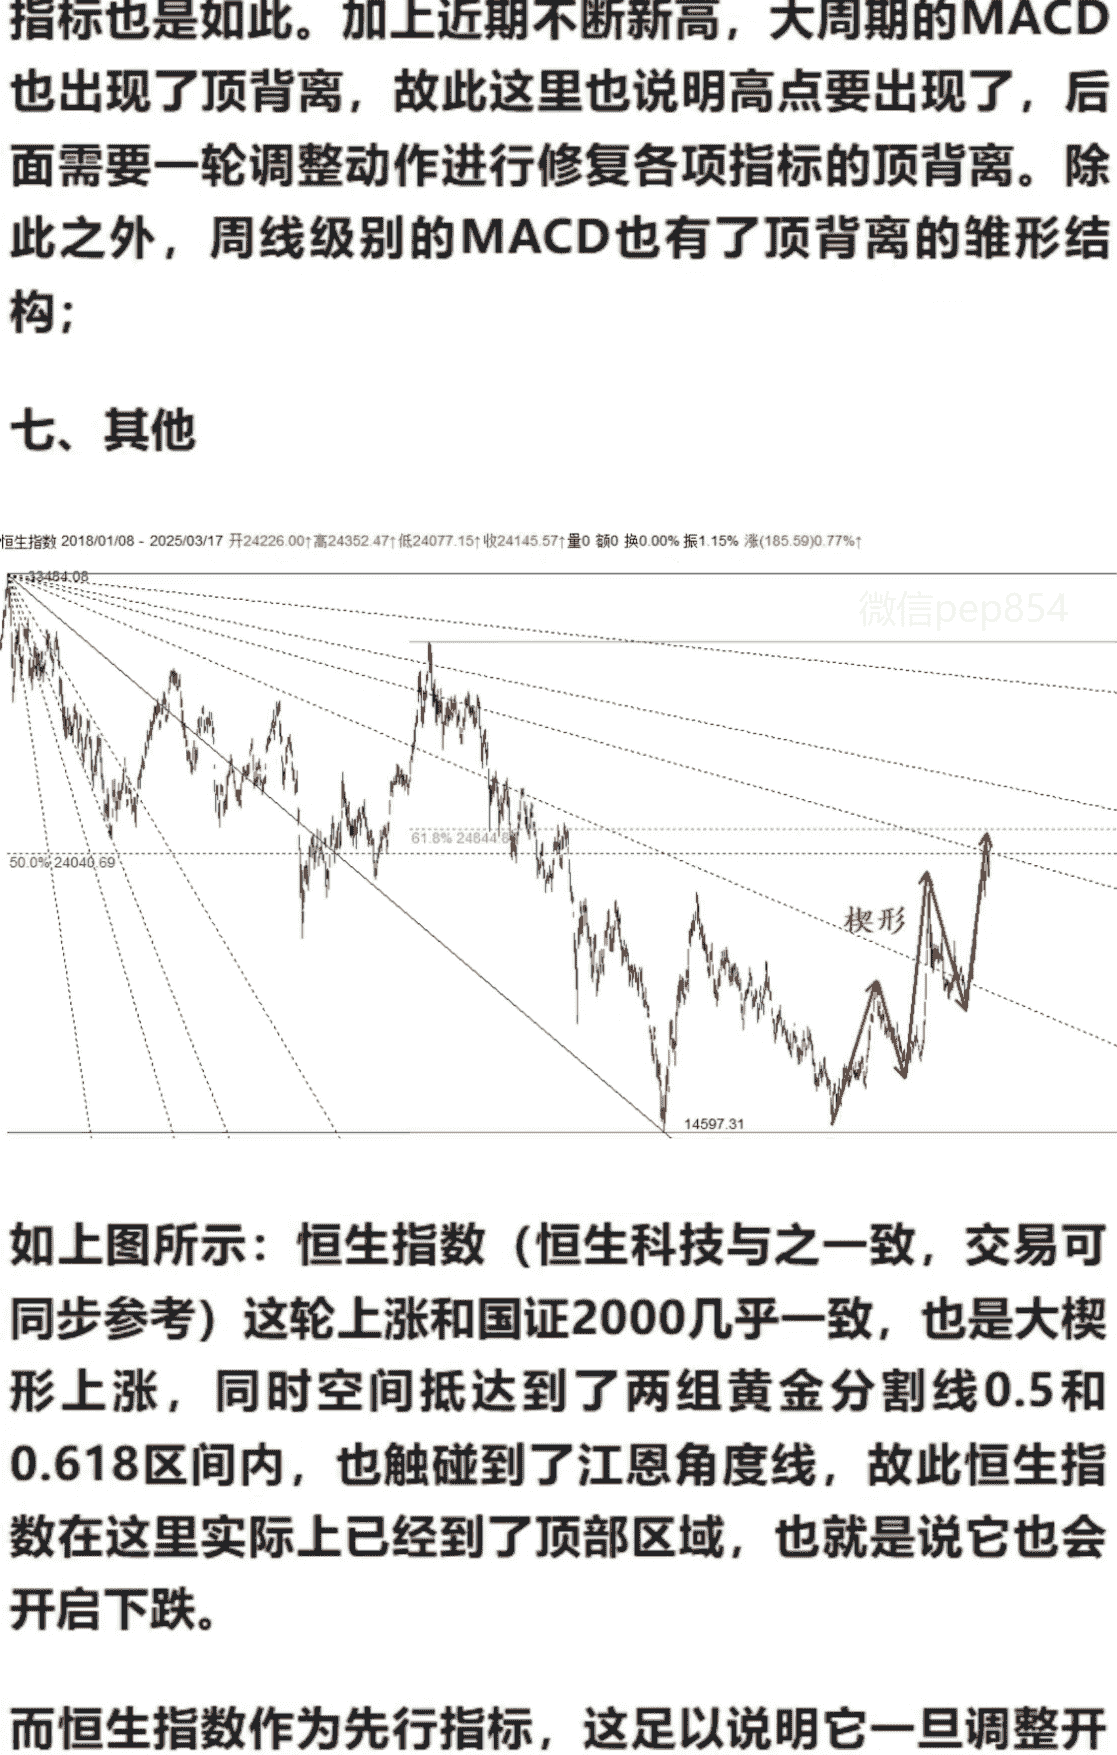 指标也是如此。加上近期不断新高，大周期的MACD
也出现了顶背离，故此这里也说明高点要出现了，后
面需要一轮调整动作进行修复各项指标的顶背离。除
此之外，周线级别的MACD也有了顶背离的雏形结
构；
七、其他
恒生指数 2018/01/08 - 2025/03/17 开24226.00↑高24352.47↑低24077.15↑收24145.57↑量0 额0 换0.00% 振1.15% 涨(185.59)0.77%↑
33484.08
微信pep854
61.8% 24844.6
50.0% 24040.69
楔形
14597.31
如上图所示：恒生指数（恒生科技与之一致，交易可
同步参考）这轮上涨和国证2000几乎一致，也是大楔
形上涨，同时空间抵达到了两组黄金分割线0.5和
0.618区间内，也触碰到了江恩角度线，故此恒生指
数在这里实际上已经到了顶部区域，也就是说它也会
开启下跌。
而恒生指数作为先行指标，这足以说明它一旦调整开